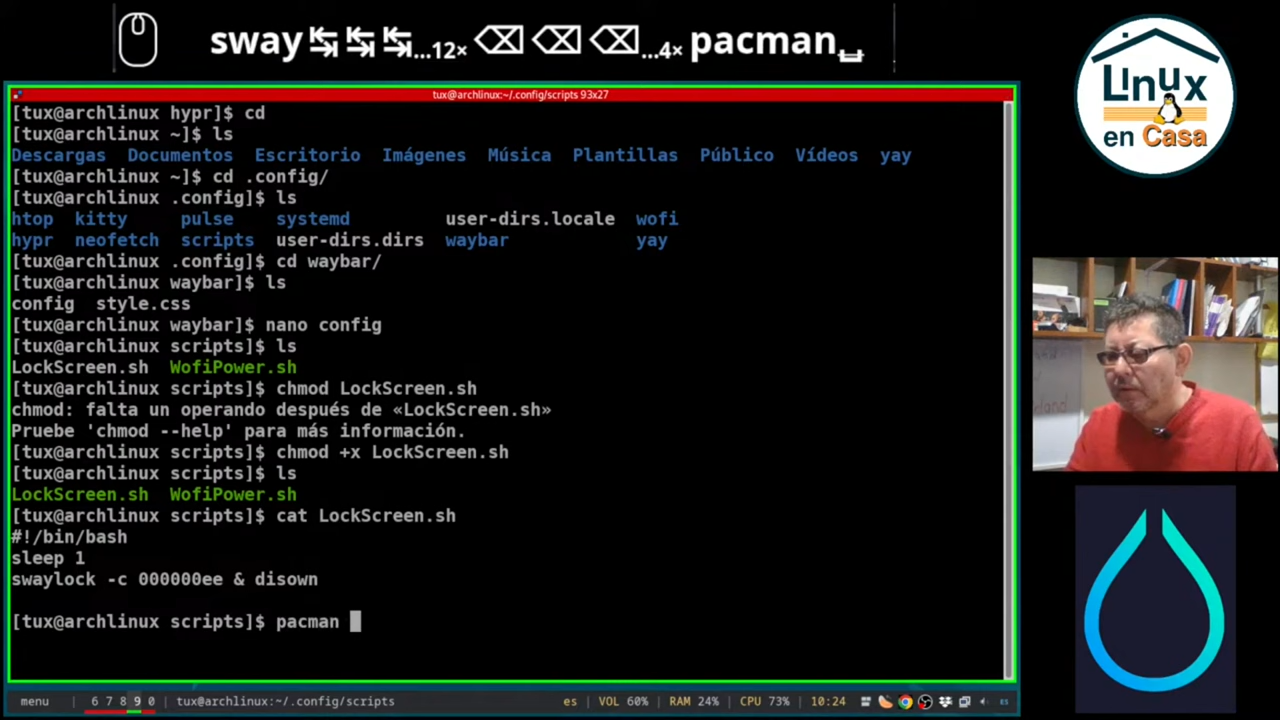 sway↹↹↹…12×⌫⌫⌫…4×pacman␣
tux@archlinux:~/.config/scripts 93x27
[tux@archlinux hypr]$ cd
[tux@archlinux ~]$ ls
Descargas  Documentos  Escritorio  Imágenes  Música  Plantillas  Público  Vídeos  yay
[tux@archlinux ~]$ cd .config/
[tux@archlinux .config]$ ls
htop  kitty     pulse    systemd         user-dirs.locale  wofi
hypr  neofetch  scripts  user-dirs.dirs  waybar            yay
[tux@archlinux .config]$ cd waybar/
[tux@archlinux waybar]$ ls
config  style.css
[tux@archlinux waybar]$ nano config
[tux@archlinux scripts]$ ls
LockScreen.sh  WofiPower.sh
[tux@archlinux scripts]$ chmod LockScreen.sh
chmod: falta un operando después de «LockScreen.sh»
Pruebe 'chmod --help' para más información.
[tux@archlinux scripts]$ chmod +x LockScreen.sh
[tux@archlinux scripts]$ ls
LockScreen.sh  WofiPower.sh
[tux@archlinux scripts]$ cat LockScreen.sh
#!/bin/bash
sleep 1
swaylock -c 000000ee & disown
[tux@archlinux scripts]$ pacman
menu | 6 7 8 9 0 | tux@archlinux:~/.config/scripts es | VOL 60% | RAM 24% | CPU 73% | 10:24 ES
Linux
en Casa